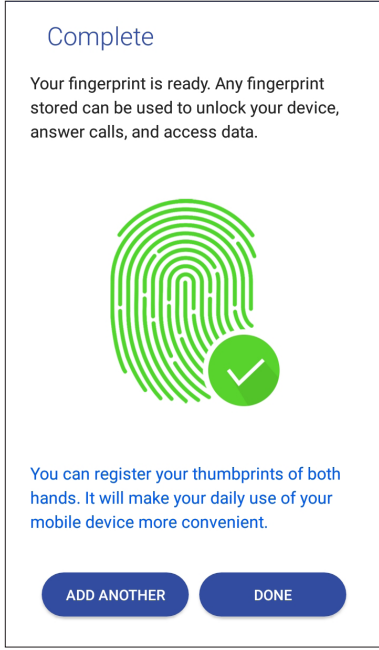 Complete
Your fingerprint is ready. Any fingerprint
stored can be used to unlock your device,
answer calls, and access data.
You can register your thumbprints of both
hands. It will make your daily use of your
mobile device more convenient.
ADD ANOTHER
DONE